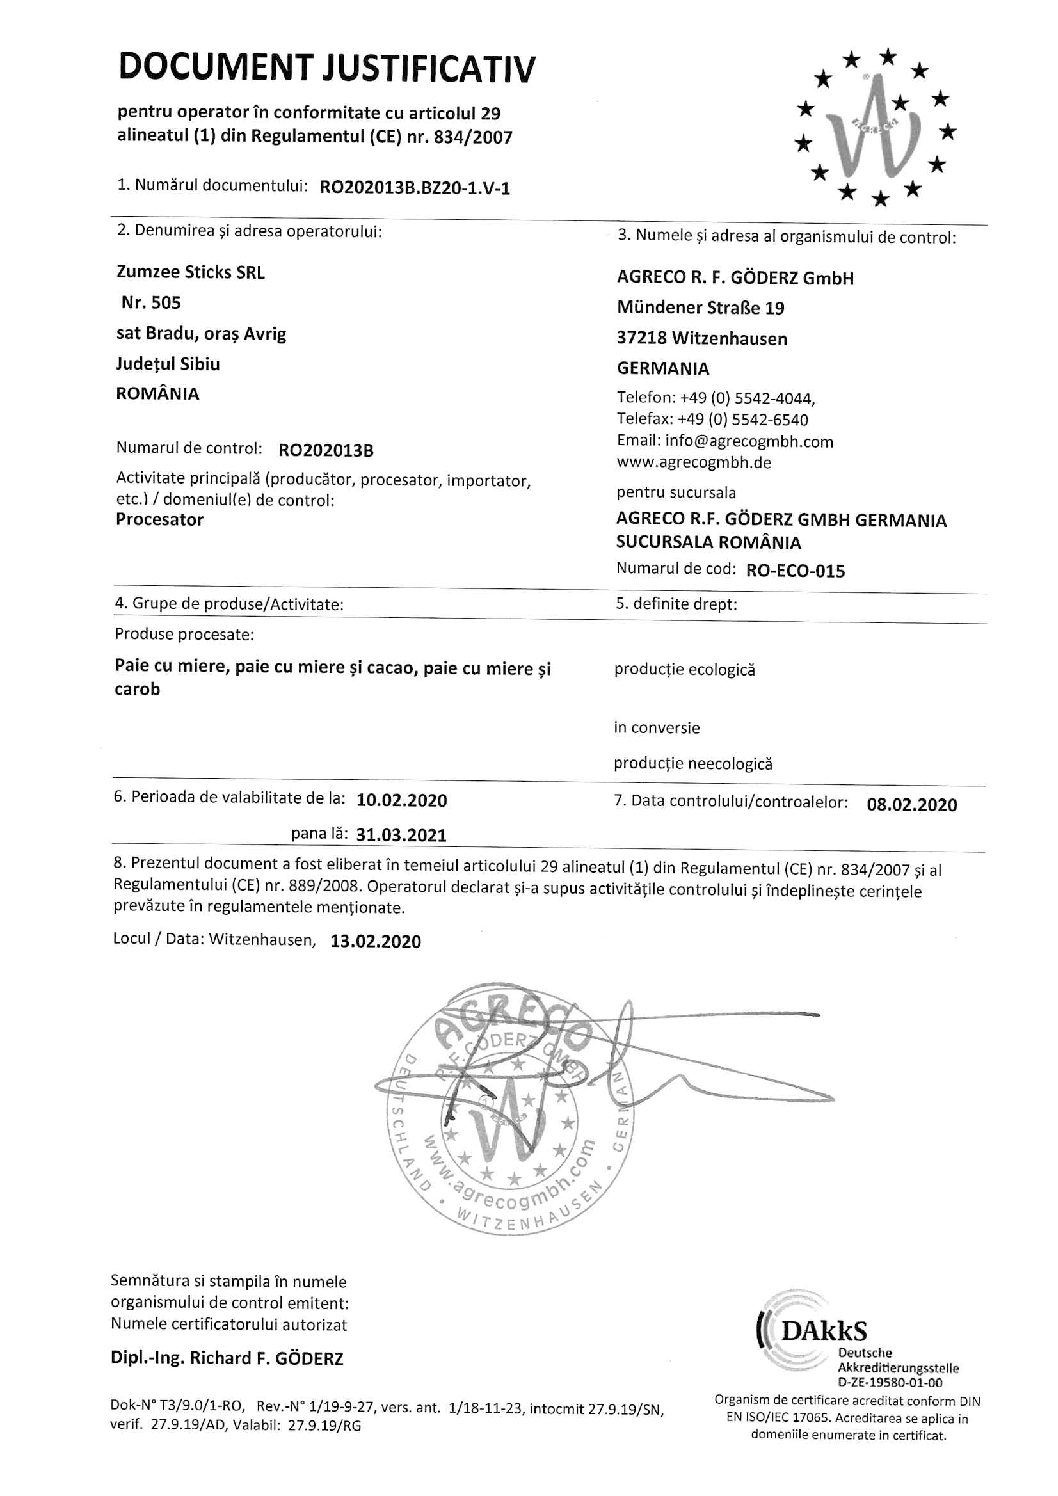 DOCUMENT JUSTIFICATIV
pentru operator în conformitate cu articolul 29
alineatul (1) din Regulamentul (CE) nr. 834/2007
1. Numărul documentului: RO202013B.BZ20-1.V-1
2. Denumirea și adresa operatorului:
Zumzee Sticks SRL
Nr. 505
sat Bradu, oraș Avrig
Județul Sibiu
ROMÂNIA
Numarul de control: RO202013B
Activitate principală (producător, procesator, importator,
etc.) / domeniul(e) de control:
Procesator
3. Numele și adresa al organismului de control:
AGRECO R. F. GÖDERZ GmbH
Mündener Straße 19
37218 Witzenhausen
GERMANIA
Telefon: +49 (0) 5542-4044,
Telefax: +49 (0) 5542-6540
Email: info@agrecogmbh.com
www.agrecogmbh.de
pentru sucursala
AGRECO R.F. GÖDERZ GMBH GERMANIA
SUCURSALA ROMÂNIA
Numarul de cod: RO-ECO-015
4. Grupe de produse/Activitate:
5. definite drept:
Produse procesate:
Paie cu miere, paie cu miere și cacao, paie cu miere și
carob
producție ecologică
in conversie
producție neecologică
6. Perioada de valabilitate de la: 10.02.2020
pana lă: 31.03.2021
7. Data controlului/controalelor: 08.02.2020
8. Prezentul document a fost eliberat în temeiul articolului 29 alineatul (1) din Regulamentul (CE) nr. 834/2007 și al
Regulamentului (CE) nr. 889/2008. Operatorul declarat și-a supus activitățile controlului și îndeplinește cerințele
prevăzute în regulamentele menționate.
Locul / Data: Witzenhausen, 13.02.2020
AGRECO
R.F. GÖDERZ GMBH
DEUTSCHLAND • WITZENHAUSEN • GERMANY
www.agrecogmbh.com
Semnătura si stampila în numele
organismului de control emitent:
Numele certificatorului autorizat
Dipl.-Ing. Richard F. GÖDERZ
Dok-N° T3/9.0/1-RO, Rev.-N° 1/19-9-27, vers. ant. 1/18-11-23, intocmit 27.9.19/SN,
verif. 27.9.19/AD, Valabil: 27.9.19/RG
DAkkS
Deutsche
Akkreditierungsstelle
D-ZE-19580-01-00
Organism de certificare acreditat conform DIN
EN ISO/IEC 17065. Acreditarea se aplica in
domeniile enumerate in certificat.